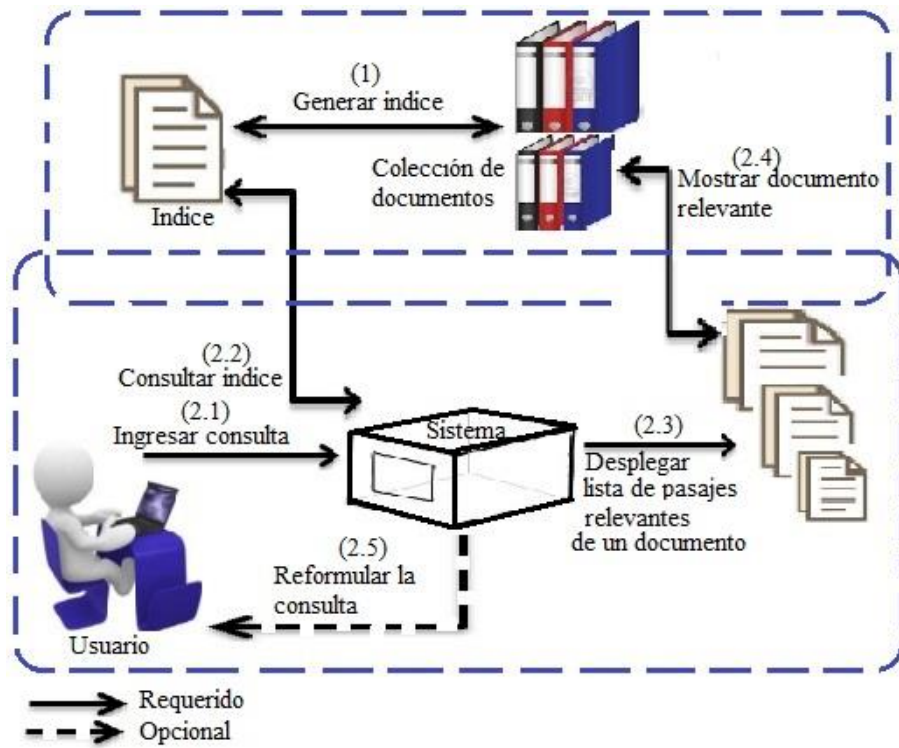 (1)
Generar indice
Colección de
documentos
Indice
(2.4)
Mostrar documento
relevante
(2.2)
Consultar indice
(2.1)
Ingresar consulta
Sistema
(2.3)
Desplegar
lista de pasajes
relevantes
de un documento
(2.5)
Reformular la
consulta
Usuario
Requerido
Opcional